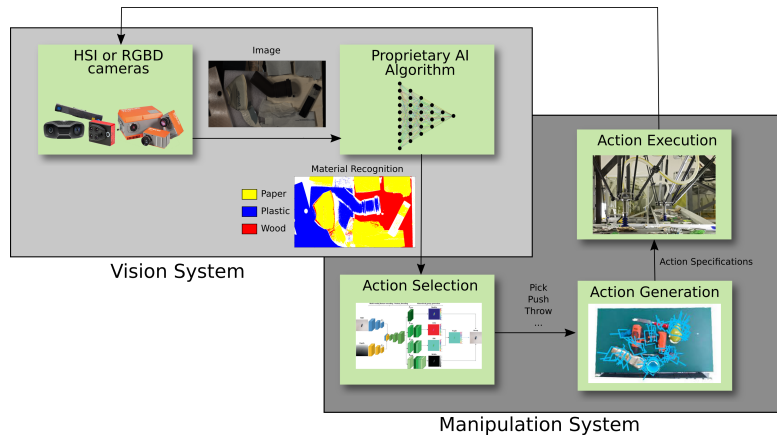 HSI or RGBD
cameras
Image
Proprietary AI
Algorithm
Material Recognition
Paper
Plastic
Wood
Vision System
Action Execution
Action Specifications
Action Selection
Pick
Push
Throw
...
Action Generation
Manipulation System